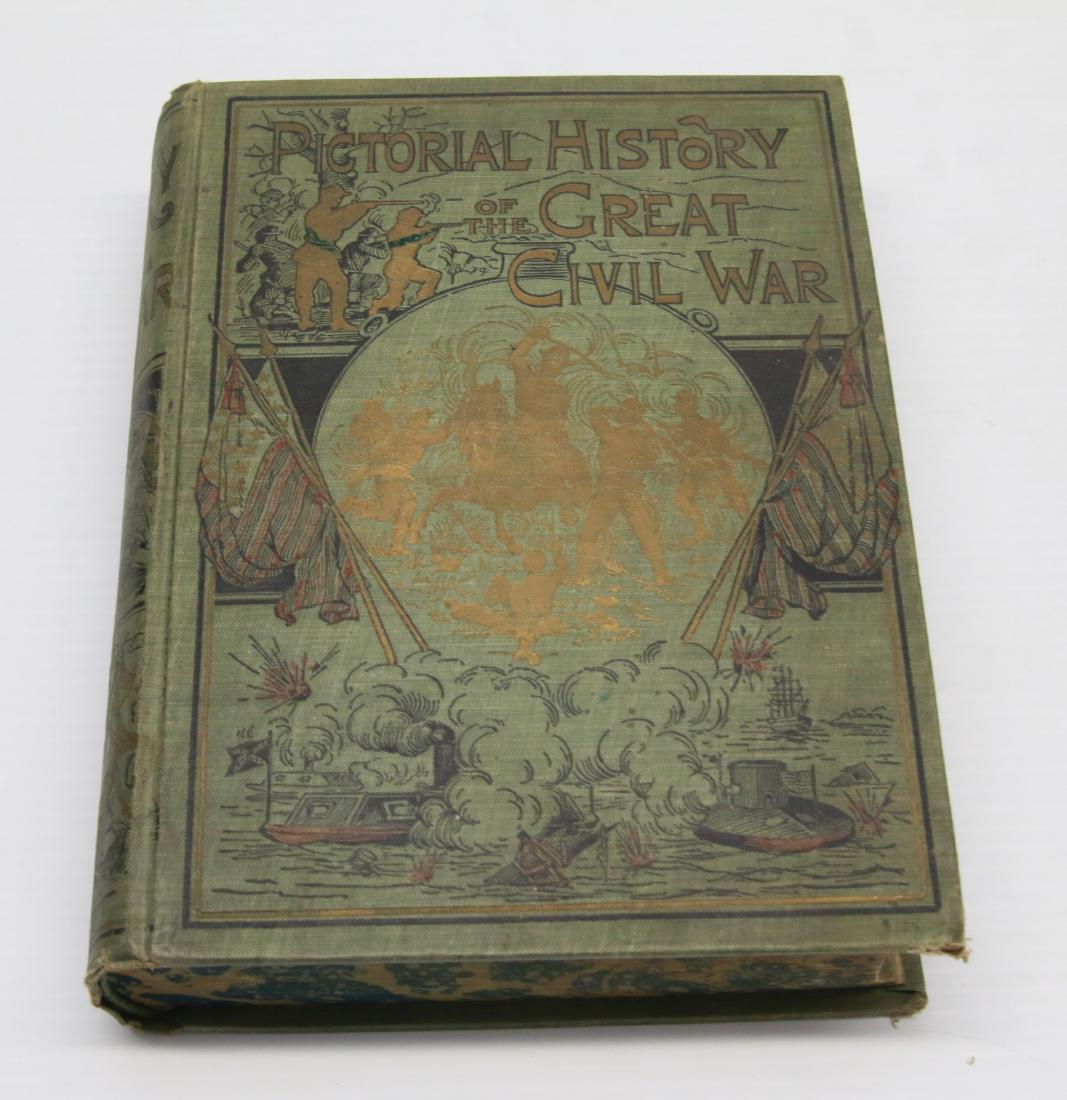 PICTORIAL HISTORY
OF THE GREAT
CIVIL WAR